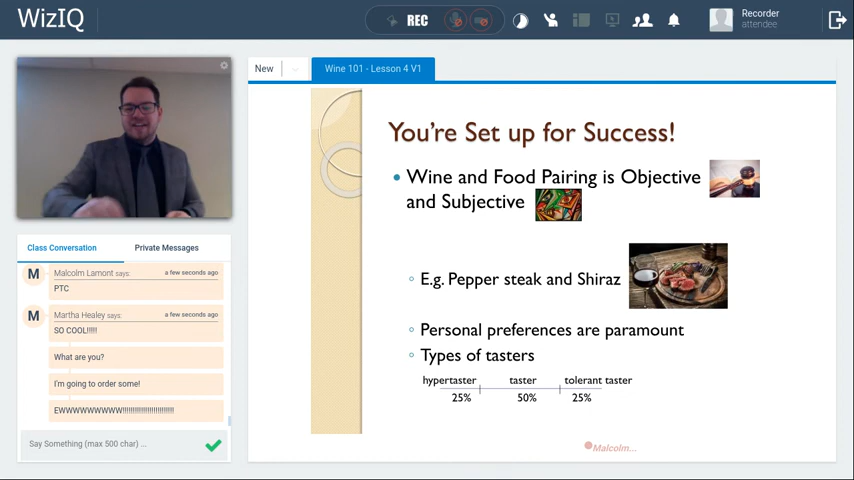 WizIQ
REC
Recorder
attendee
New
Wine 101 - Lesson 4 V1
You're Set up for Success!
Wine and Food Pairing is Objective
and Subjective
E.g. Pepper steak and Shiraz
Personal preferences are paramount
Types of tasters
hypertaster taster tolerant taster
25% 50% 25%
Malcolm...
Class Conversation Private Messages
M Malcolm Lamont says: a few seconds ago
PTC
M Martha Healey says: a few seconds ago
SO COOL!!!!!
What are you?
I'm going to order some!
EWWWWWWWWW!!!!!!!!!!!!!!!!!!!!!!!!!
Say Something (max 500 char) ...